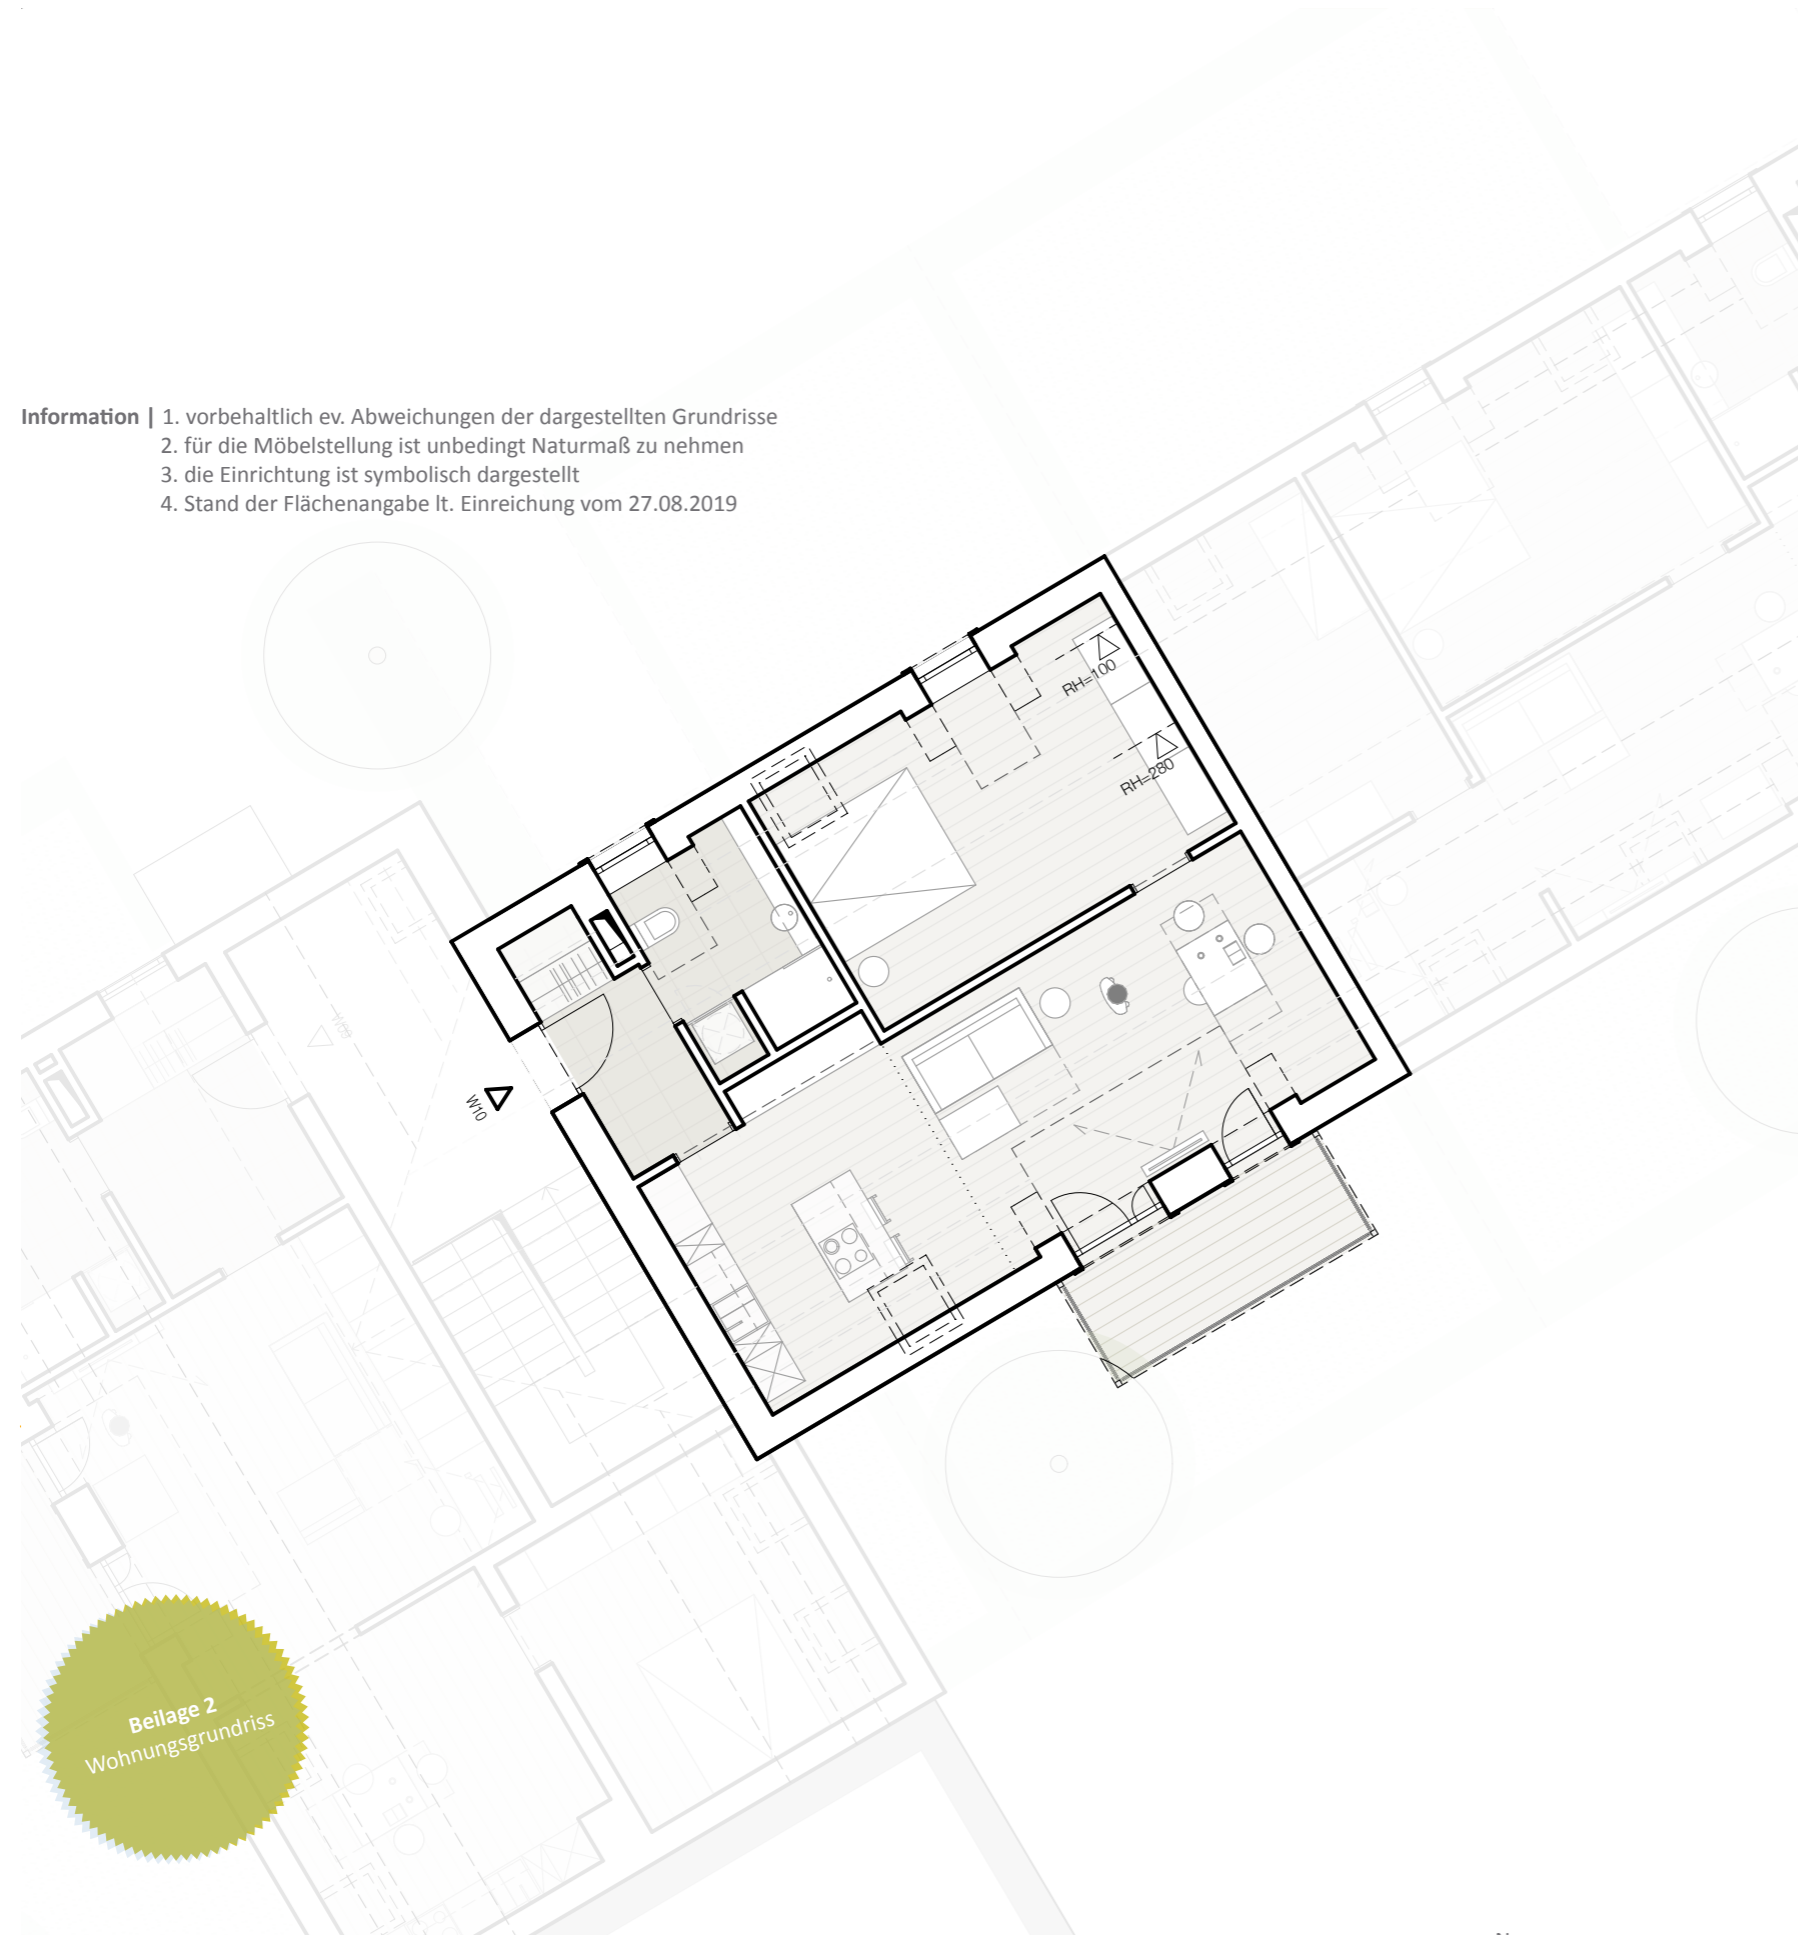 Information | 1. vorbehaltlich ev. Abweichungen der dargestellten Grundrisse
2. für die Möbelstellung ist unbedingt Naturmaß zu nehmen
3. die Einrichtung ist symbolisch dargestellt
4. Stand der Flächenangabe lt. Einreichung vom 27.08.2019
RH=100
RH=280
W10
Beilage 2
Wohnungsgrundriss